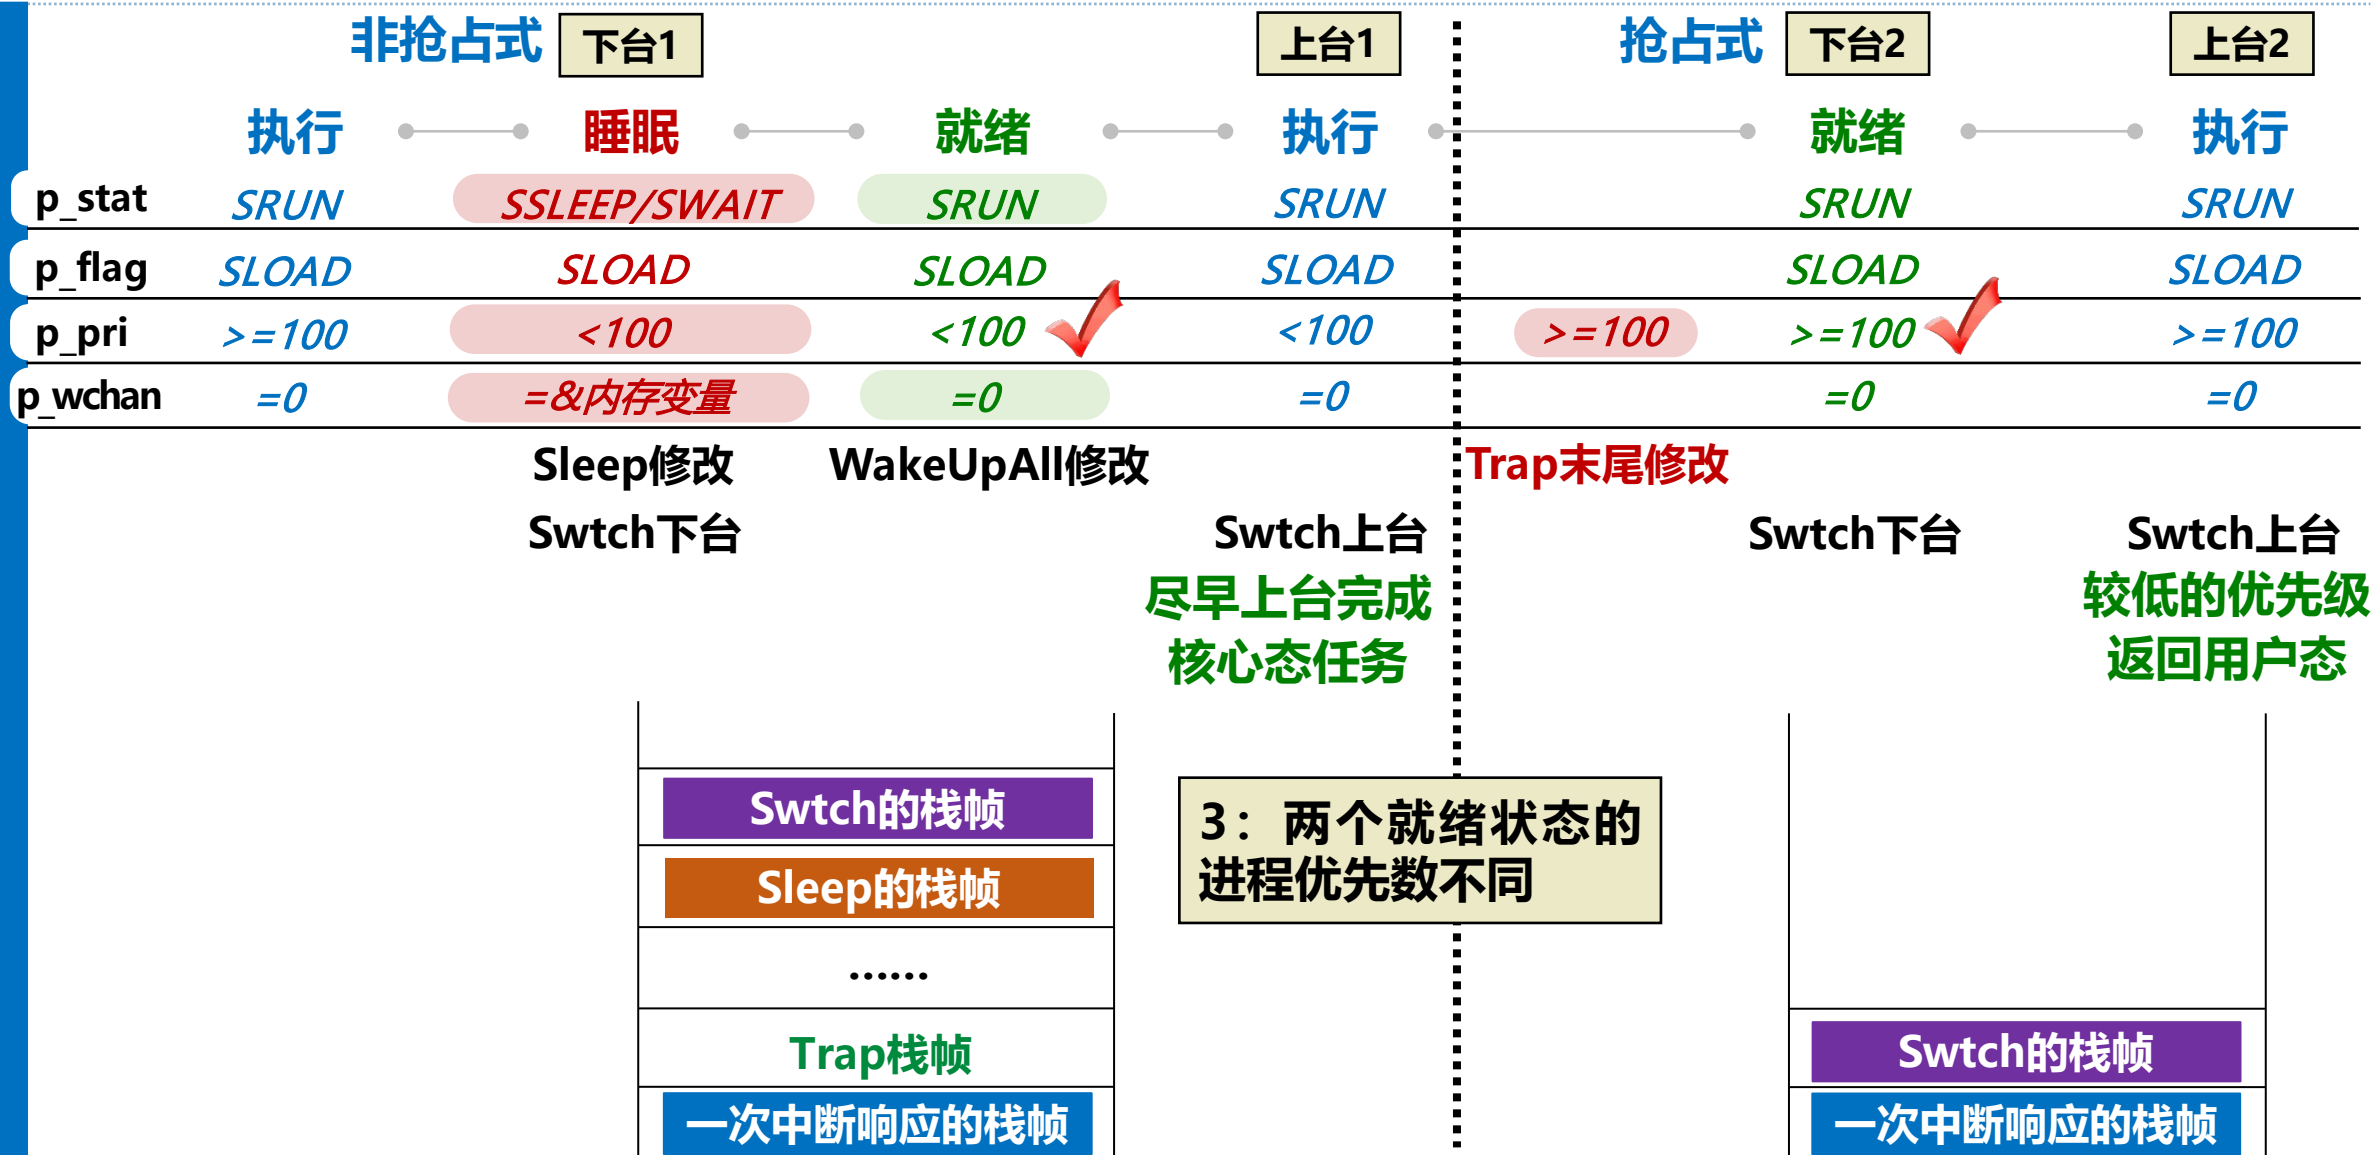 非抢占式 下台1 上台1 抢占式 下台2 上台2
执行 睡眠 就绪 执行 就绪 执行
p_stat SRUN SSLEEP/SWAIT SRUN SRUN SRUN SRUN
p_flag SLOAD SLOAD SLOAD SLOAD SLOAD SLOAD
p_pri >=100 <100 <100 <100 >=100 >=100 >=100
p_wchan =0 =&内存变量 =0 =0 =0 =0
Sleep修改 WakeUpAll修改 Trap末尾修改
Swtch下台 Swtch上台 Swtch下台 Swtch上台
尽早上台完成 较低的优先级
核心态任务 返回用户态
Swtch的栈帧
3：两个就绪状态的
进程优先数不同
Sleep的栈帧
……
Trap栈帧 Swtch的栈帧
一次中断响应的栈帧 一次中断响应的栈帧